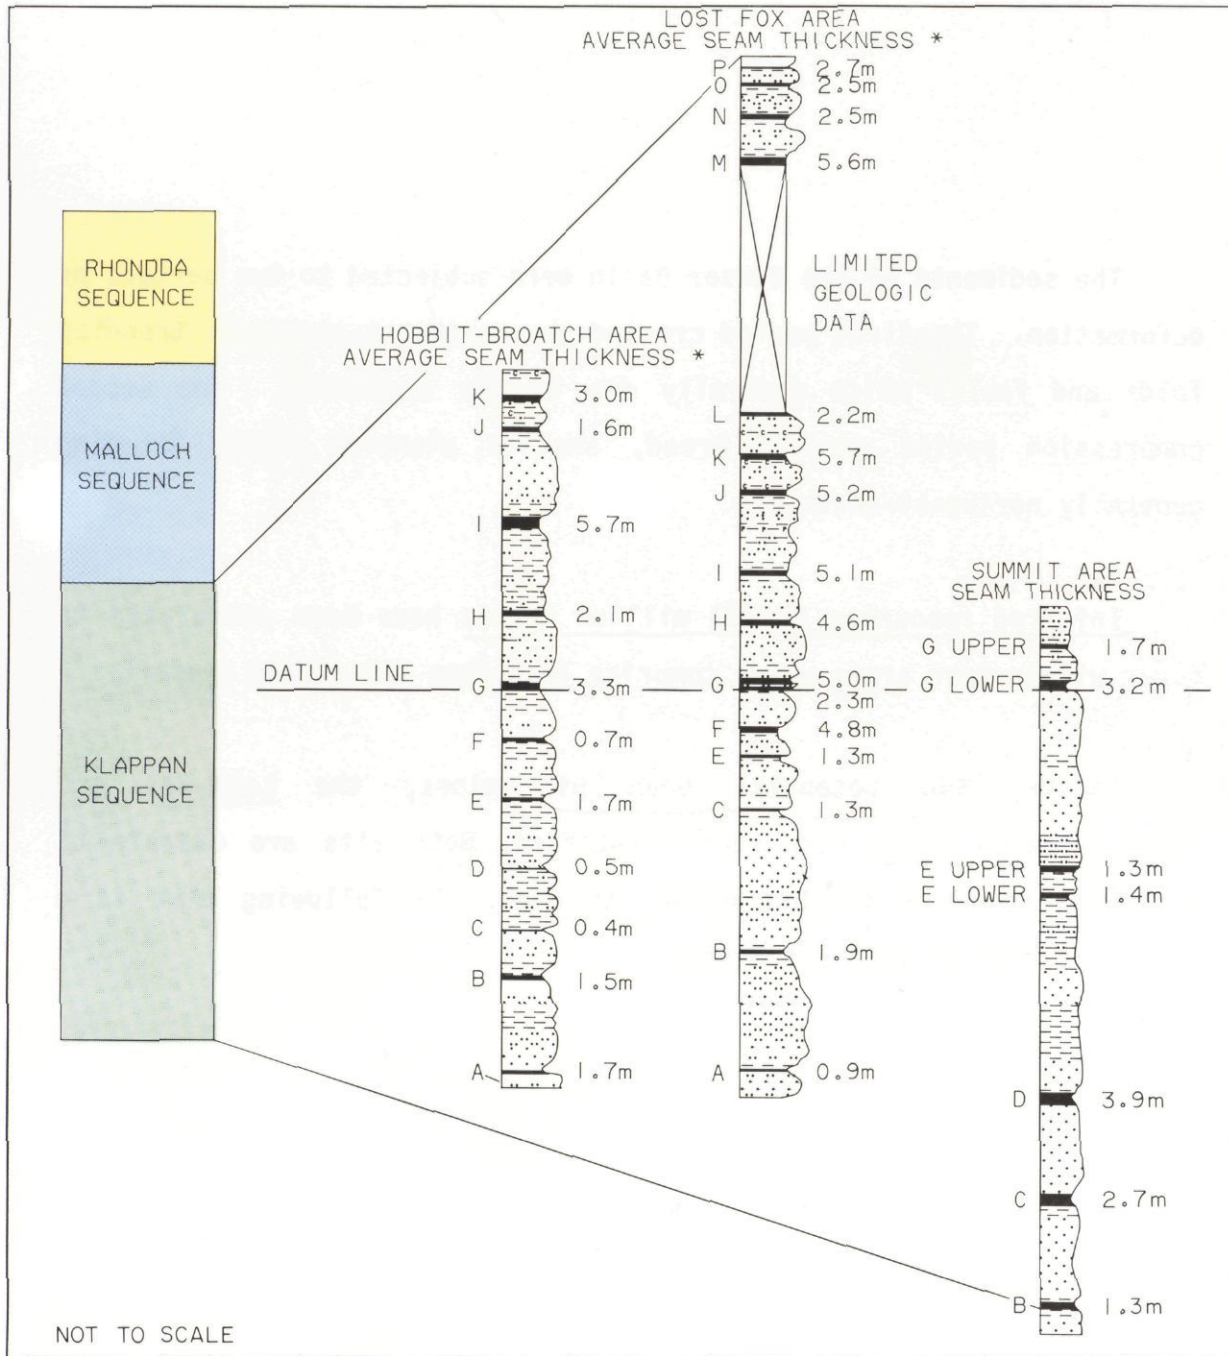 LOST FOX AREA
AVERAGE SEAM THICKNESS *
P 2.7m
O 2.5m
N 2.5m
M 5.6m
LIMITED
GEOLOGIC
DATA
L 2.2m
K 5.7m
J 5.2m
I 5.1m
H 4.6m
G 5.0m
2.3m
F 4.8m
E 1.3m
C 1.3m
B 1.9m
A 0.9m
RHONDDA
SEQUENCE
MALLOCH
SEQUENCE
KLAPPAN
SEQUENCE
HOBBIT-BROATCH AREA
AVERAGE SEAM THICKNESS *
K 3.0m
J 1.6m
I 5.7m
H 2.1m
DATUM LINE
G 3.3m
F 0.7m
E 1.7m
D 0.5m
C 0.4m
B 1.5m
A 1.7m
SUMMIT AREA
SEAM THICKNESS
G UPPER 1.7m
G LOWER 3.2m
E UPPER 1.3m
E LOWER 1.4m
D 3.9m
C 2.7m
B 1.3m
NOT TO SCALE